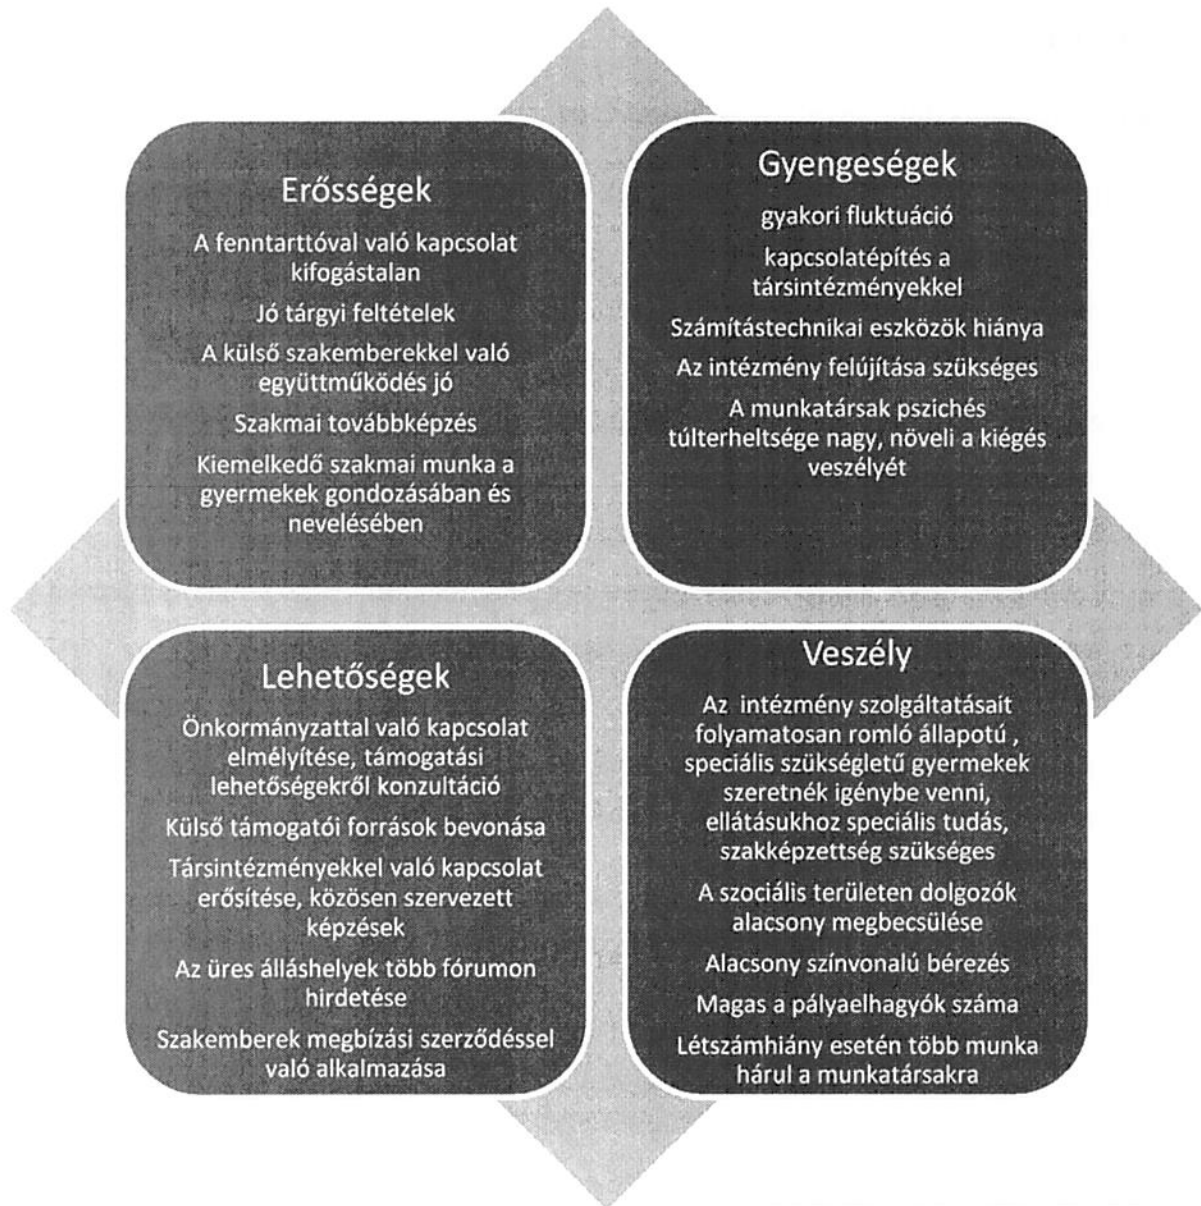 Erősségek
A fenntarttóval való kapcsolat
kifogástalan
Jó tárgyi feltételek
A külső szakemberekkel való
együttműködés jó
Szakmai továbbképzés
Kiemelkedő szakmai munka a
gyermekek gondozásában és
nevelésében
Gyengeségek
gyakori fluktuáció
kapcsolatépítés a
társintézményekkel
Számítástechnikai eszközök hiánya
Az intézmény felújítása szükséges
A munkatársak pszichés
túlterheltsége nagy, növeli a kiégés
veszélyét
Lehetőségek
Önkormányzattal való kapcsolat
elmélyítése, támogatási
lehetőségekről konzultáció
Külső támogatói források bevonása
Társintézményekkel való kapcsolat
erősítése, közösen szervezett
képzések
Az üres álláshelyek több fórumon
hirdetése
Szakemberek megbízási szerződéssel
való alkalmazása
Veszély
Az intézmény szolgáltatásait
folyamatosan romló állapotú ,
speciális szükségletű gyermekek
szeretnék igénybe venni,
ellátásukhoz speciális tudás,
szakképzettség szükséges
A szociális területen dolgozók
alacsony megbecsülése
Alacsony színvonalú bérezés
Magas a pályaelhagyók száma
Létszámhiány esetén több munka
hárul a munkatársakra